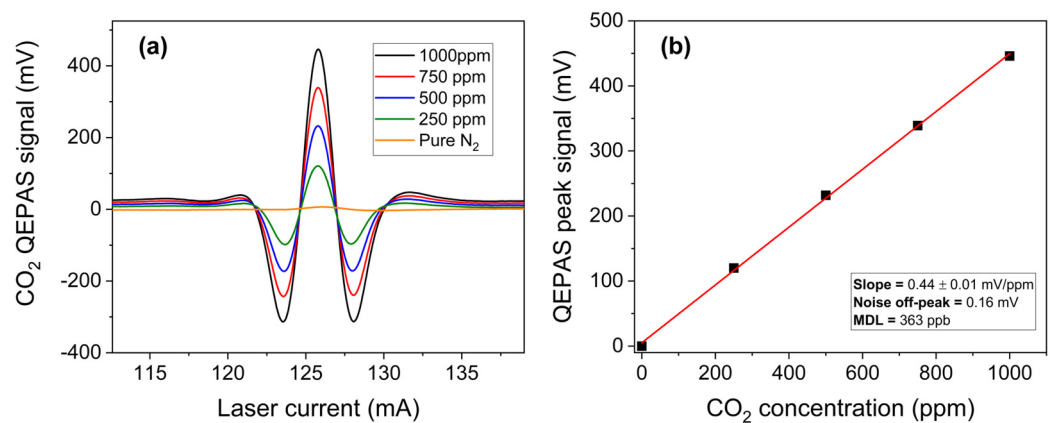 (a)
1000ppm
750 ppm
500 ppm
250 ppm
Pure N₂
CO₂ QEPAS signal (mV)
400
200
0
-200
-400
115
120
125
130
135
Laser current (mA)
(b)
QEPAS peak signal (mV)
500
400
300
200
100
0
Slope = 0.44 ± 0.01 mV/ppm
Noise off-peak = 0.16 mV
MDL = 363 ppb
0
200
400
600
800
1000
CO₂ concentration (ppm)